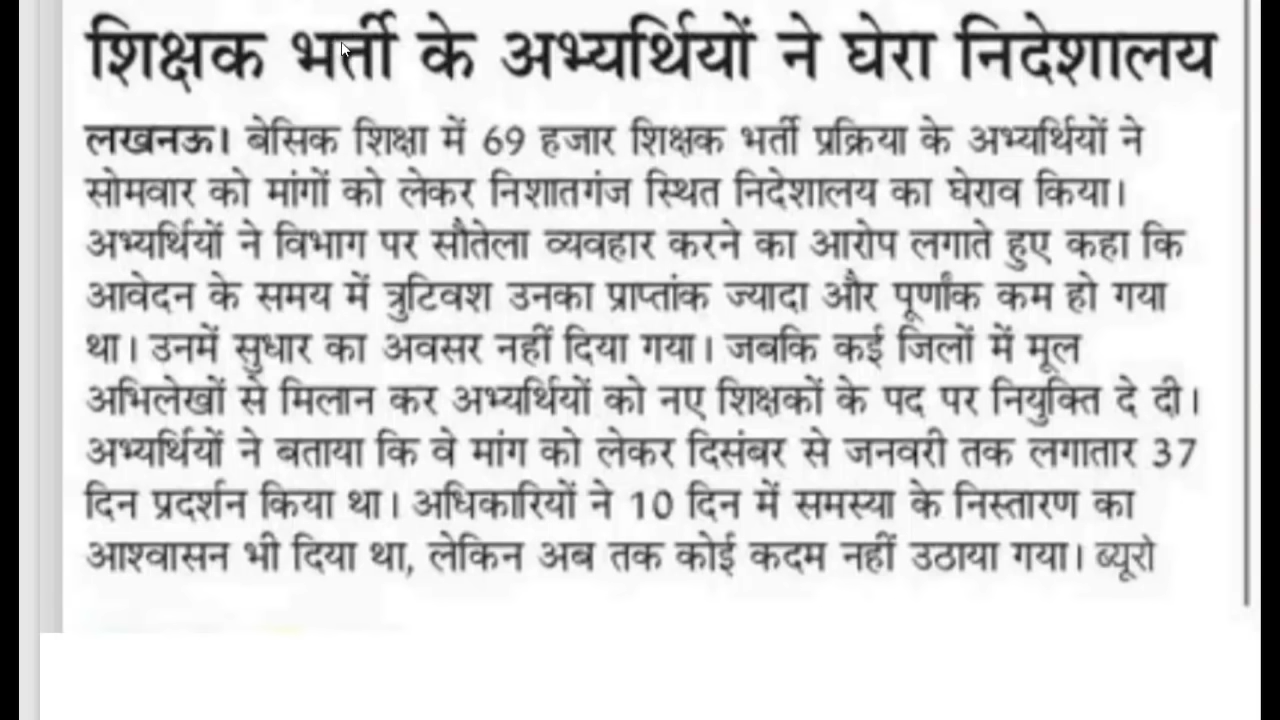 शिक्षक भर्ती के अभ्यर्थियों ने घेरा निदेशालय
लखनऊ। बेसिक शिक्षा में 69 हजार शिक्षक भर्ती प्रक्रिया के अभ्यर्थियों ने
सोमवार को मांगों को लेकर निशातगंज स्थित निदेशालय का घेराव किया।
अभ्यर्थियों ने विभाग पर सौतेला व्यवहार करने का आरोप लगाते हुए कहा कि
आवेदन के समय में त्रुटिवश उनका प्राप्तांक ज्यादा और पूर्णांक कम हो गया
था। उनमें सुधार का अवसर नहीं दिया गया। जबकि कई जिलों में मूल
अभिलेखों से मिलान कर अभ्यर्थियों को नए शिक्षकों के पद पर नियुक्ति दे दी।
अभ्यर्थियों ने बताया कि वे मांग को लेकर दिसंबर से जनवरी तक लगातार 37
दिन प्रदर्शन किया था। अधिकारियों ने 10 दिन में समस्या के निस्तारण का
आश्वासन भी दिया था, लेकिन अब तक कोई कदम नहीं उठाया गया। ब्यूरो